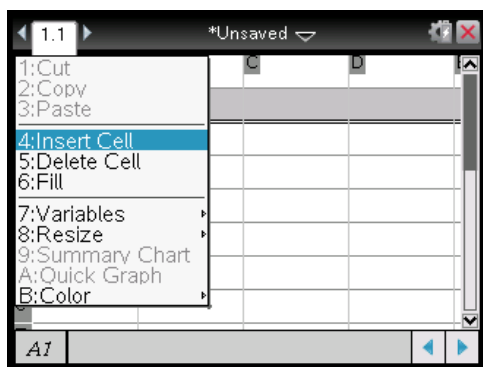 1.1 *Unsaved
C D
1:Cut
2:Copy
3:Paste
4:Insert Cell
5:Delete Cell
6:Fill
7:Variables
8:Resize
9:Summary Chart
A:Quick Graph
B:Color
A1